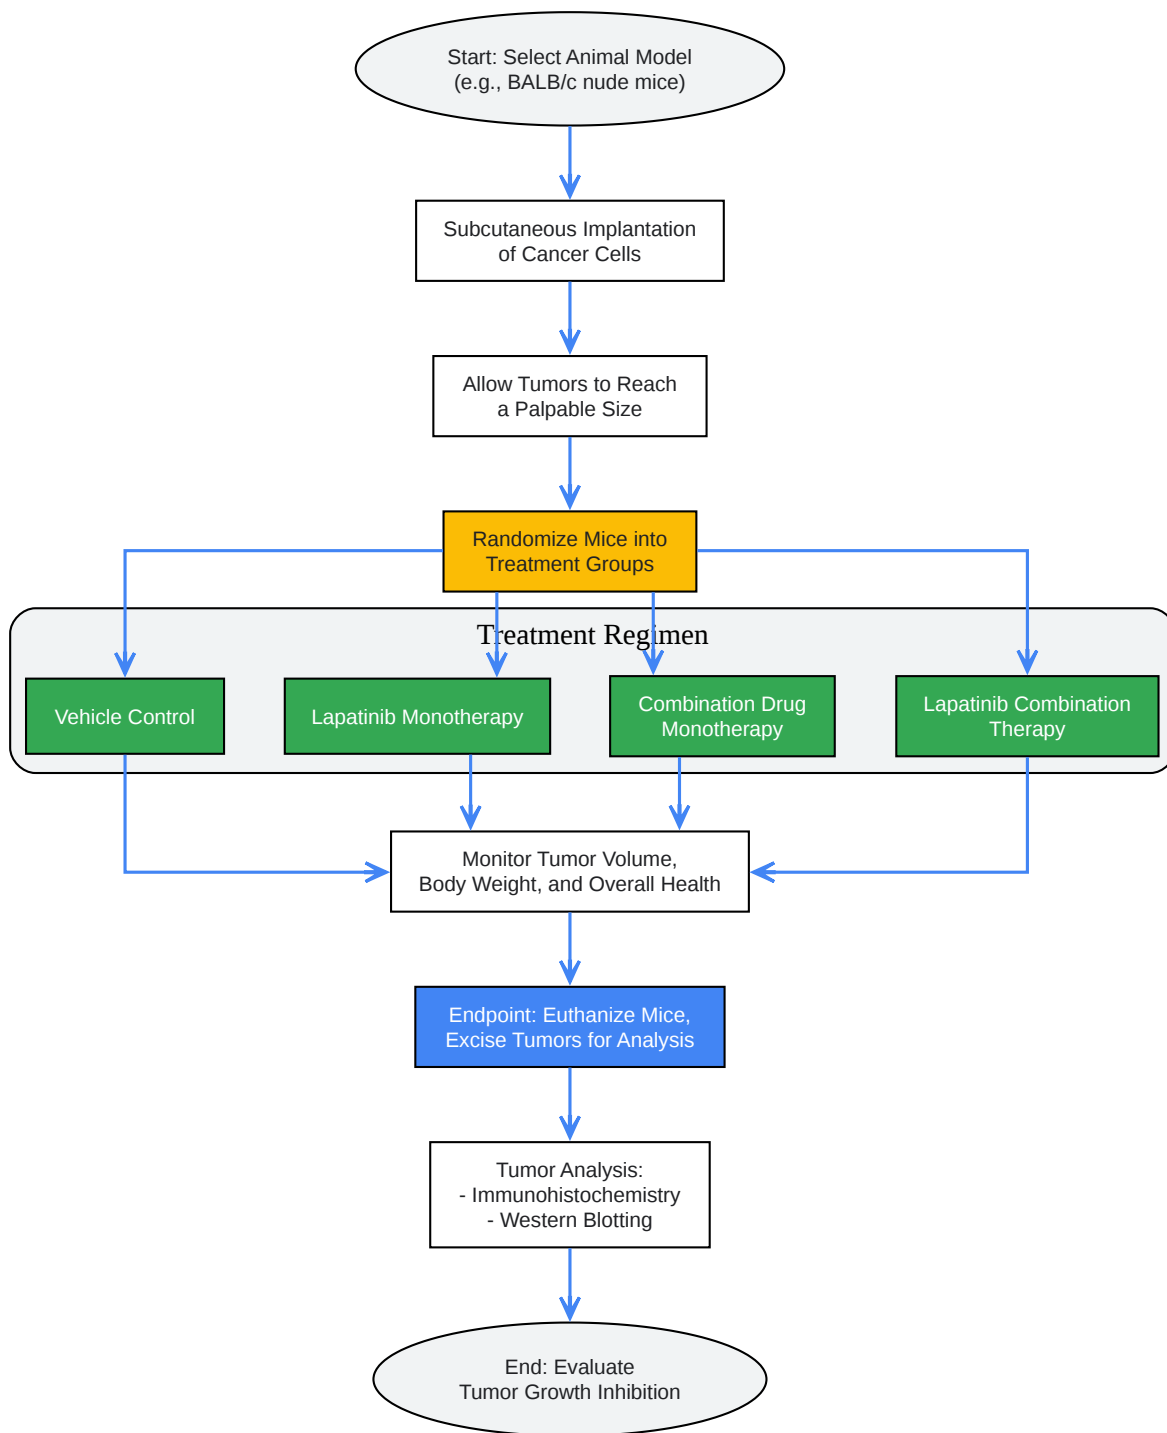 Start: Select Animal Model
(e.g., BALB/c nude mice)
Subcutaneous Implantation
of Cancer Cells
Allow Tumors to Reach
a Palpable Size
Randomize Mice into
Treatment Groups
Treatment Regimen
Vehicle Control
Lapatinib Monotherapy
Combination Drug
Monotherapy
Lapatinib Combination
Therapy
Monitor Tumor Volume,
Body Weight, and Overall Health
Endpoint: Euthanize Mice,
Excise Tumors for Analysis
Tumor Analysis:
- Immunohistochemistry
- Western Blotting
End: Evaluate
Tumor Growth Inhibition